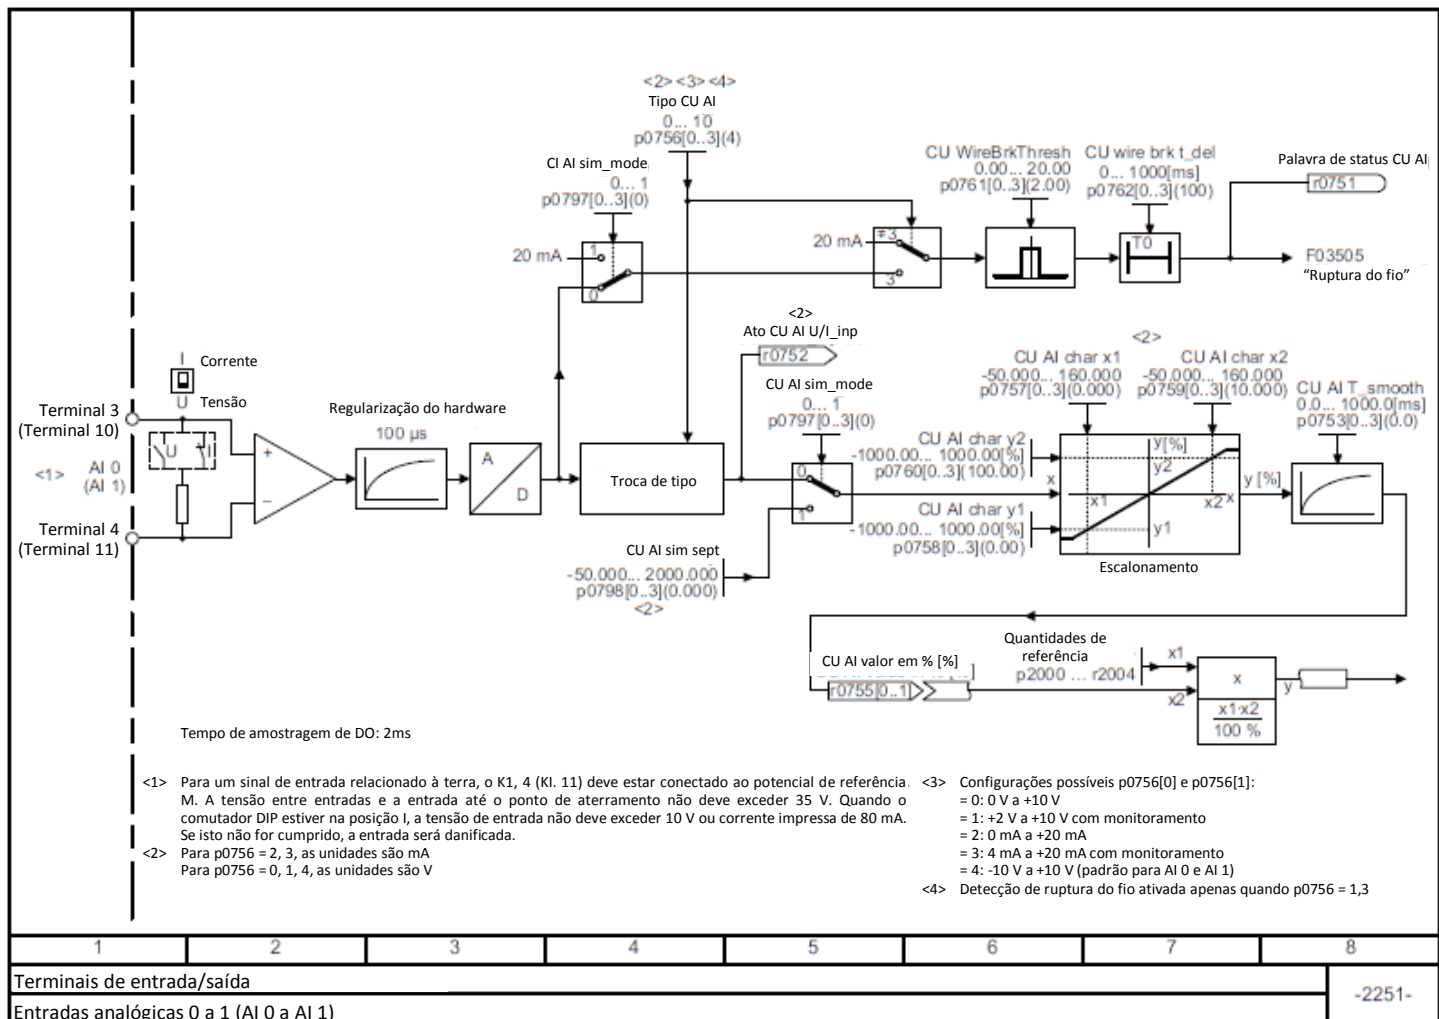 <2> <3> <4>
Tipo CU AI
0... 10
p0756[0..3](4)
CI AI sim_mode
0... 1
p0797[0..3](0)
20 mA
1
0
CU WireBrkThresh
0.00... 20.00
p0761[0..3](2.00)
CU wire brk t_del
0... 1000[ms]
p0762[0..3](100)
Palavra de status CU AI
r0751
20 mA
≠3
3
T0
F03505
“Ruptura do fio”
<2>
Ato CU AI U/I_inp
r0752
I Corrente
U Tensão
Terminal 3
(Terminal 10)
<1> AI 0
(AI 1)
Terminal 4
(Terminal 11)
U
I
+
–
Regularização do hardware
100 µs
A
D
Troca de tipo
CU AI sim_mode
0... 1
p0797[0..3](0)
0
1
CU AI sim sept
-50.000... 2000.000
p0798[0..3](0.000)
<2>
<2>
CU AI char x1
-50.000... 160.000
p0757[0..3](0.000)
CU AI char x2
-50.000... 160.000
p0759[0..3](10.000)
CU AI T_smooth
0.0... 1000.0[ms]
p0753[0..3](0.0)
CU AI char y2
-1000.00... 1000.00[%]
p0760[0..3](100.00)
CU AI char y1
-1000.00... 1000.00[%]
p0758[0..3](0.00)
x
y[%]
y2
x1
x2
x
y1
y [%]
Escalonamento
CU AI valor em % [%]
r0755[0..1]
Quantidades de
referência
p2000 ... r2004
x1
x2
x
x1·x2
100 %
y
Tempo de amostragem de DO: 2ms
<1> Para um sinal de entrada relacionado à terra, o K1, 4 (KI. 11) deve estar conectado ao potencial de referência
M. A tensão entre entradas e a entrada até o ponto de aterramento não deve exceder 35 V. Quando o
comutador DIP estiver na posição I, a tensão de entrada não deve exceder 10 V ou corrente impressa de 80 mA.
Se isto não for cumprido, a entrada será danificada.
<2> Para p0756 = 2, 3, as unidades são mA
Para p0756 = 0, 1, 4, as unidades são V
<3> Configurações possíveis p0756[0] e p0756[1]:
= 0: 0 V a +10 V
= 1: +2 V a +10 V com monitoramento
= 2: 0 mA a +20 mA
= 3: 4 mA a +20 mA com monitoramento
= 4: -10 V a +10 V (padrão para AI 0 e AI 1)
<4> Detecção de ruptura do fio ativada apenas quando p0756 = 1,3
1 2 3 4 5 6 7 8
Terminais de entrada/saída
-2251-
Entradas analógicas 0 a 1 (AI 0 a AI 1)